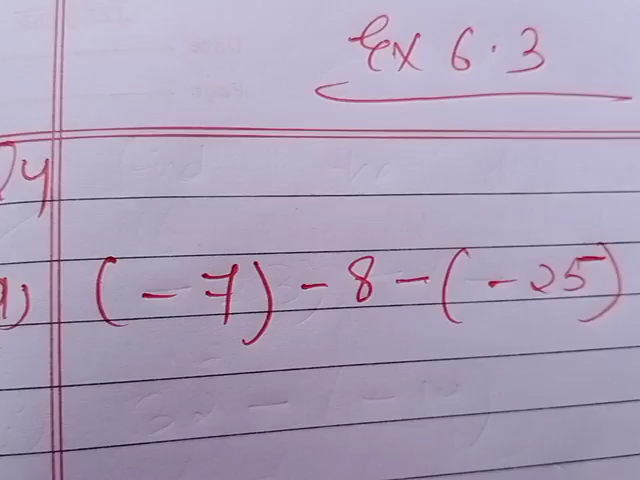 Ex 6.3
Q4
a) (-7) - 8 - (-25)